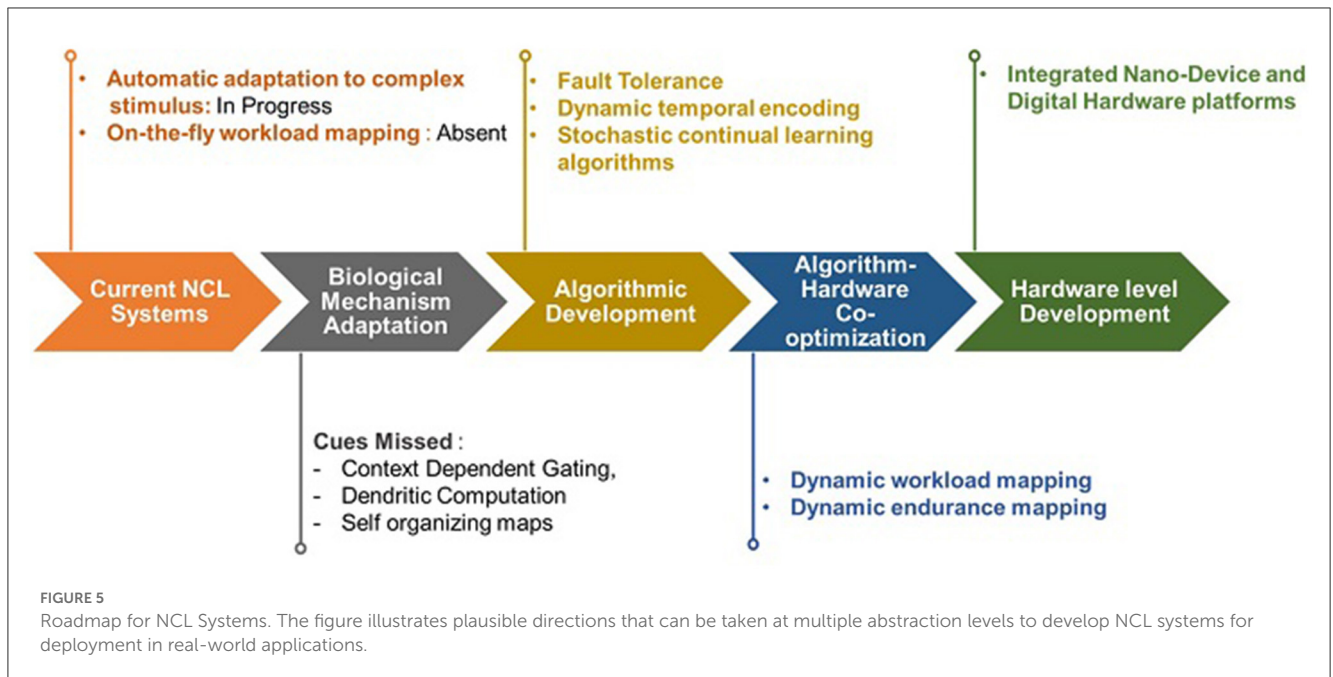 • Automatic adaptation to complex
stimulus: In Progress
• On-the-fly workload mapping : Absent
• Fault Tolerance
• Dynamic temporal encoding
• Stochastic continual learning
algorithms
• Integrated Nano-Device and
Digital Hardware platforms
Current NCL
Systems
Biological
Mechanism
Adaptation
Algorithmic
Development
Algorithm-
Hardware
Co-
optimization
Hardware level
Development
Cues Missed :
- Context Dependent Gating,
- Dendritic Computation
- Self organizing maps
• Dynamic workload mapping
• Dynamic endurance mapping
FIGURE 5
Roadmap for NCL Systems. The figure illustrates plausible directions that can be taken at multiple abstraction levels to develop NCL systems for
deployment in real-world applications.